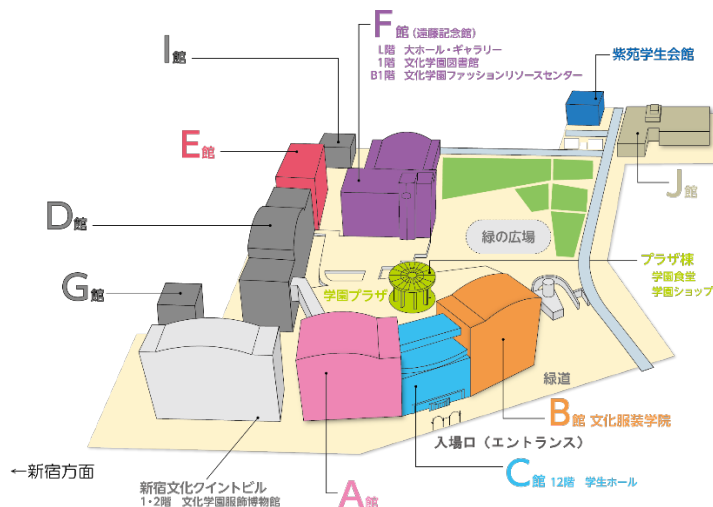 F館(遠藤記念館)
L階 大ホール・ギャラリー
1階 文化学園図書館
B1階 文化学園ファッションリソースセンター
I館
紫苑学生会館
E館
J館
D館
緑の広場
プラザ棟
学園食堂
学園ショップ
G館
学園プラザ
緑道
B館 文化服装学院
入場口(エントランス)
←新宿方面
C館 12階 学生ホール
新宿文化クイントビル
1・2階 文化学園服飾博物館
A館